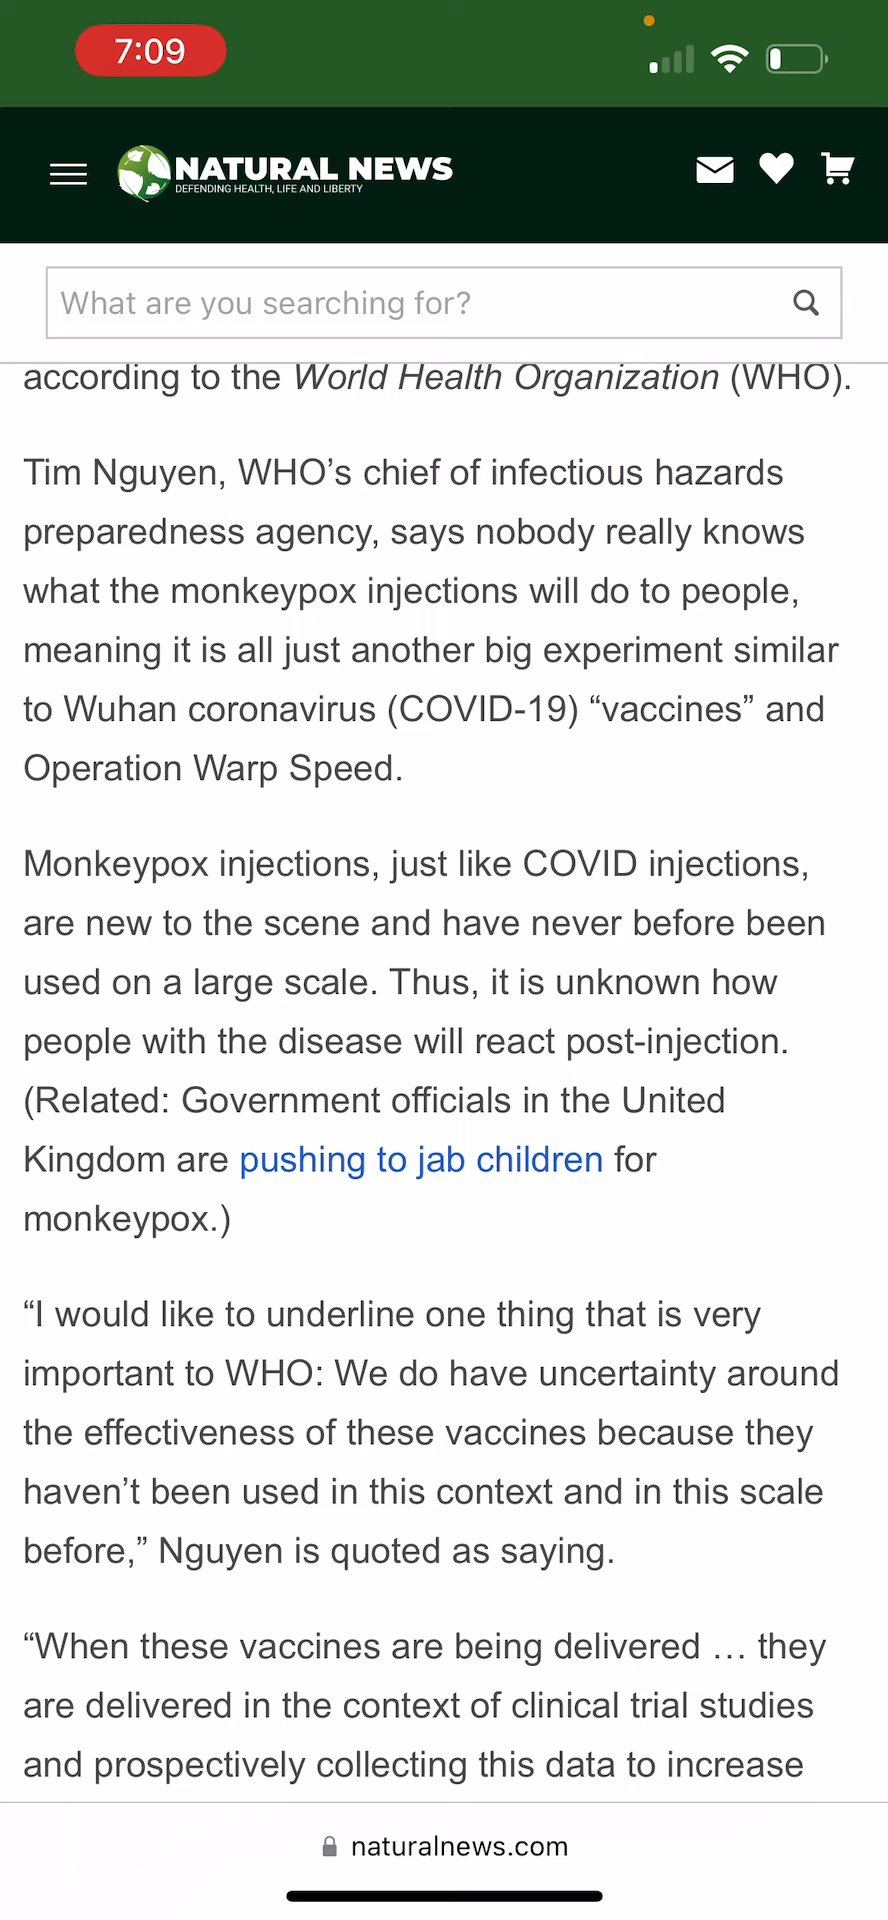 7:09
NATURAL NEWS
DEFENDING HEALTH, LIFE AND LIBERTY
What are you searching for?
according to the World Health Organization (WHO).
Tim Nguyen, WHO’s chief of infectious hazards
preparedness agency, says nobody really knows
what the monkeypox injections will do to people,
meaning it is all just another big experiment similar
to Wuhan coronavirus (COVID-19) “vaccines” and
Operation Warp Speed.
Monkeypox injections, just like COVID injections,
are new to the scene and have never before been
used on a large scale. Thus, it is unknown how
people with the disease will react post-injection.
(Related: Government officials in the United
Kingdom are pushing to jab children for
monkeypox.)
“I would like to underline one thing that is very
important to WHO: We do have uncertainty around
the effectiveness of these vaccines because they
haven’t been used in this context and in this scale
before,” Nguyen is quoted as saying.
“When these vaccines are being delivered … they
are delivered in the context of clinical trial studies
and prospectively collecting this data to increase
naturalnews.com